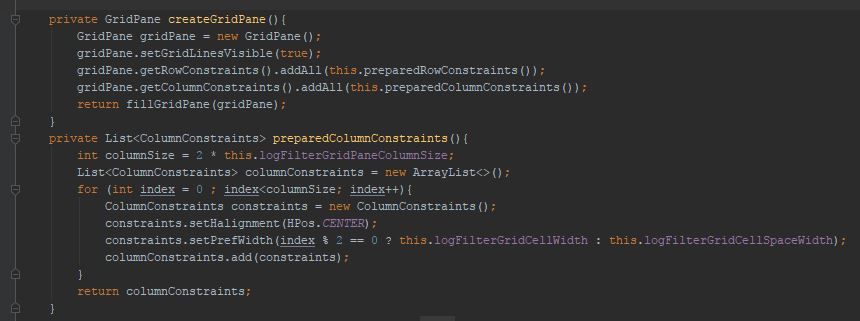 private GridPane createGridPane(){
GridPane gridPane = new GridPane();
gridPane.setGridLinesVisible(true);
gridPane.getRowConstraints().addAll(this.preparedRowConstraints());
gridPane.getColumnConstraints().addAll(this.preparedColumnConstraints());
return fillGridPane(gridPane);
}
private List<ColumnConstraints> preparedColumnConstraints(){
int columnSize = 2 * this.logFilterGridPaneColumnSize;
List<ColumnConstraints> columnConstraints = new ArrayList<>();
for (int index = 0 ; index<columnSize; index++){
ColumnConstraints constraints = new ColumnConstraints();
constraints.setHalignment(HPos.CENTER);
constraints.setPrefWidth(index % 2 == 0 ? this.logFilterGridCellWidth : this.logFilterGridCellSpaceWidth);
columnConstraints.add(constraints);
}
return columnConstraints;
}